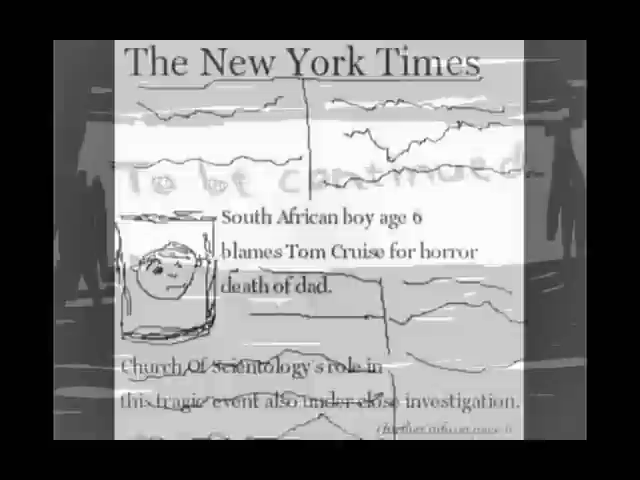 The New York Times
To be continued...
South African boy age 6
blames Tom Cruise for horror
death of dad.
Church Of Scientology's role in
this tragic event also under close investigation.